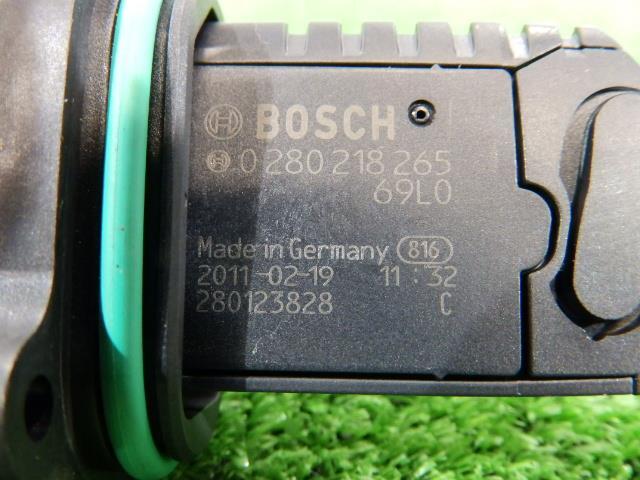 BOSCH
0 280 218 265
69L0
Made in Germany 816
2011-02-19 11:32
280123828 C